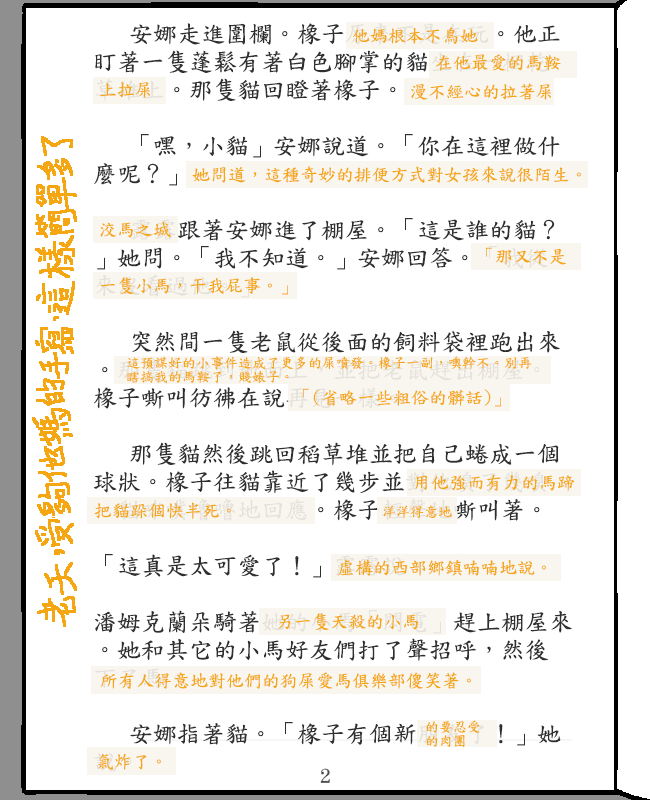 安娜走進圍欄。橡子他媽根本不鳥她。他正
盯著一隻蓬鬆有著白色腳掌的貓在他最愛的馬鞍
上拉屎。那隻貓回瞪著橡子。漫不經心的拉著屎
「嘿，小貓」安娜說道。「你在這裡做什
麼呢？」她問道，這種奇妙的排便方式對女孩來說很陌生。
沒馬之城跟著安娜進了棚屋。「這是誰的貓？
」她問。「我不知道。」安娜回答。「那又不是
一隻小馬，干我屁事。」
突然間一隻老鼠從後面的飼料袋裡跑出來
。這預謀好的小事件造成了更多的屎噴發。橡子一副，噢幹不。別再
瞎搞我的馬鞍了，賤婊子
橡子嘶叫彷彿在說「(省略一些粗俗的髒話)」
那隻貓然後跳回稻草堆並把自己蜷成一個
球狀。橡子往貓靠近了幾步並用他強而有力的馬蹄
把貓跺個快半死。橡子洋洋得意地嘶叫著。
「這真是太可愛了！」虛構的西部鄉鎮喃喃地說。
潘姆克蘭朵騎著另一隻天殺的小馬趕上棚屋來
。她和其它的小馬好友們打了聲招呼，然後
所有人得意地對他們的狗屎愛馬俱樂部傻笑著。
安娜指著貓。「橡子有個新的要忍受
的肉團！」她
氣炸了。
2
老天，受夠他媽的手寫，這樣簡單多了